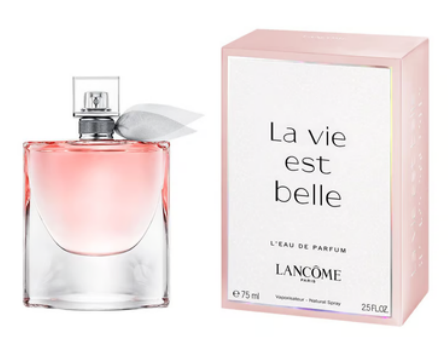 La vie
est
belle
L'EAU DE PARFUM
LANCÔME
PARIS
℮ 75 ml Vaporisateur - Natural Spray 2.5 FL.OZ.